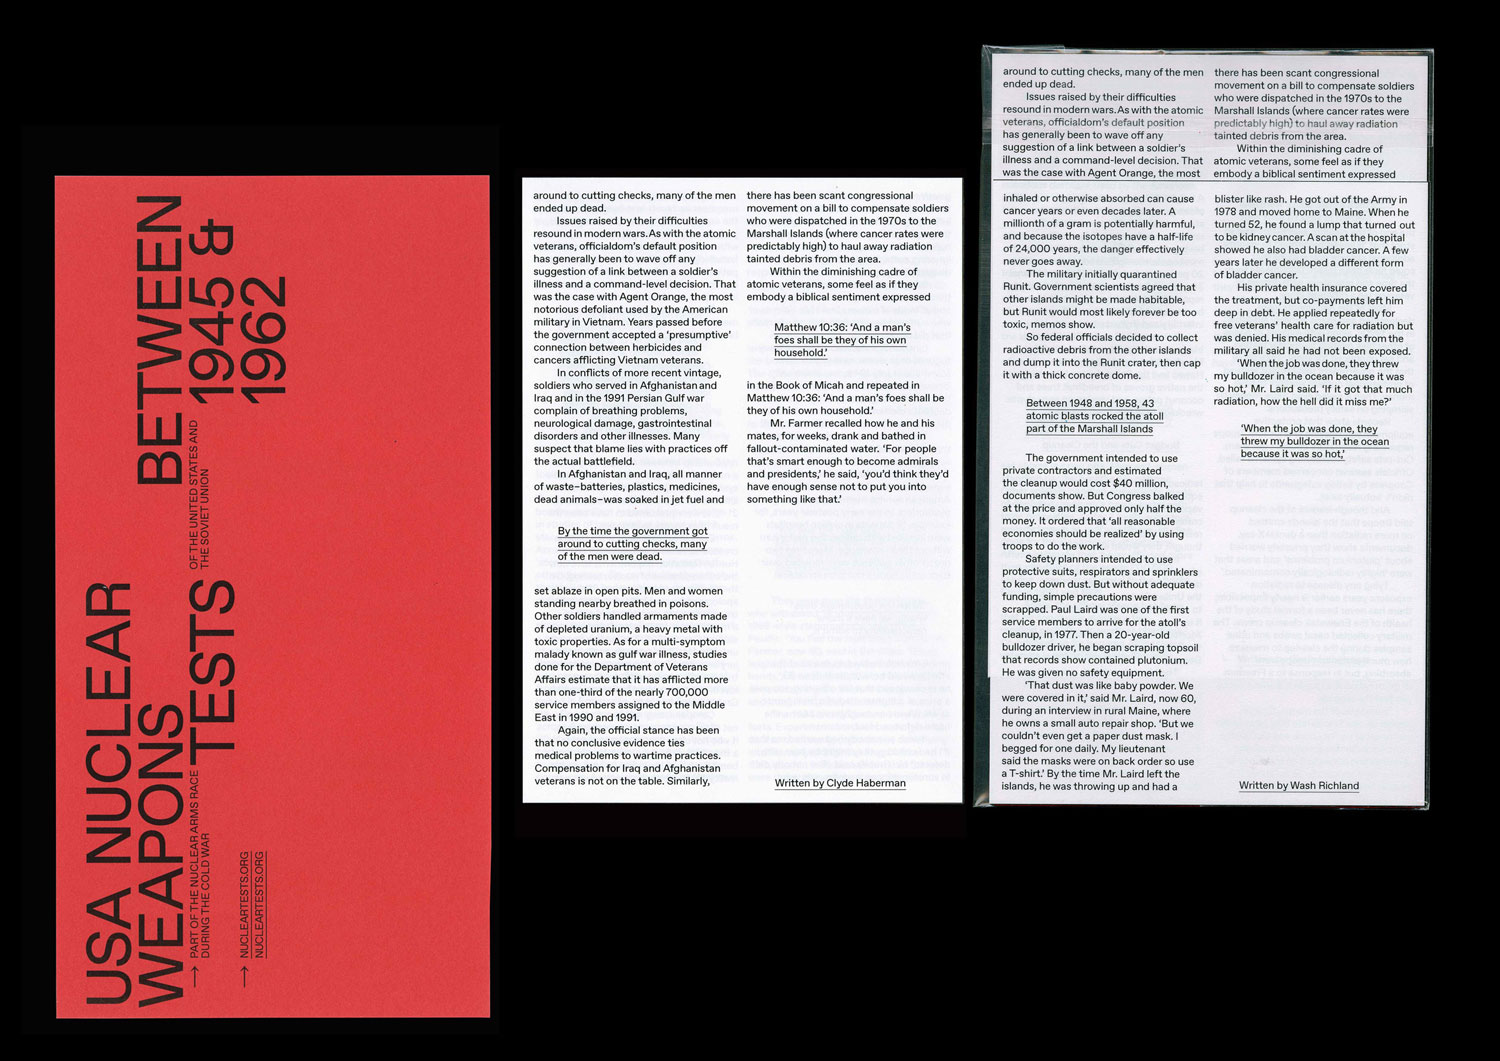 USA NUCLEAR
WEAPONS
→ PART OF THE NUCLEAR ARMS RACE
DURING THE COLD WAR
TESTS
OF THE UNITED STATES AND
THE SOVIET UNION
BETWEEN
1945 &
1962
→ NUCLEARTESTS.ORG
NUCLEARTESTS.ORG
around to cutting checks, many of the men
ended up dead.
Issues raised by their difficulties
resound in modern wars. As with the atomic
veterans, officialdom's default position
has generally been to wave off any
suggestion of a link between a soldier's
illness and a command-level decision. That
was the case with Agent Orange, the most
notorious defoliant used by the American
military in Vietnam. Years passed before
the government accepted a ‘presumptive’
connection between herbicides and
cancers afflicting Vietnam veterans.
In conflicts of more recent vintage,
soldiers who served in Afghanistan and
Iraq and in the 1991 Persian Gulf war
complain of breathing problems,
neurological damage, gastrointestinal
disorders and other illnesses. Many
suspect that blame lies with practices off
the actual battlefield.
In Afghanistan and Iraq, all manner
of waste–batteries, plastics, medicines,
dead animals–was soaked in jet fuel and
By the time the government got
around to cutting checks, many
of the men were dead.
set ablaze in open pits. Men and women
standing nearby breathed in poisons.
Other soldiers handled armaments made
of depleted uranium, a heavy metal with
toxic properties. As for a multi-symptom
malady known as gulf war illness, studies
done for the Department of Veterans
Affairs estimate that it has afflicted more
than one-third of the nearly 700,000
service members assigned to the Middle
East in 1990 and 1991.
Again, the official stance has been
that no conclusive evidence ties
medical problems to wartime practices.
Compensation for Iraq and Afghanistan
veterans is not on the table. Similarly,
there has been scant congressional
movement on a bill to compensate soldiers
who were dispatched in the 1970s to the
Marshall Islands (where cancer rates were
predictably high) to haul away radiation
tainted debris from the area.
Within the diminishing cadre of
atomic veterans, some feel as if they
embody a biblical sentiment expressed
Matthew 10:36: ‘And a man's
foes shall be they of his own
household.’
in the Book of Micah and repeated in
Matthew 10:36: ‘And a man's foes shall be
they of his own household.’
Mr. Farmer recalled how he and his
mates, for weeks, drank and bathed in
fallout-contaminated water. ‘For people
that's smart enough to become admirals
and presidents,’ he said, ‘you'd think they'd
have enough sense not to put you into
something like that.’
Written by Clyde Haberman
around to cutting checks, many of the men
ended up dead.
Issues raised by their difficulties
resound in modern wars. As with the atomic
veterans, officialdom's default position
has generally been to wave off any
suggestion of a link between a soldier's
illness and a command-level decision. That
was the case with Agent Orange, the most
there has been scant congressional
movement on a bill to compensate soldiers
who were dispatched in the 1970s to the
Marshall Islands (where cancer rates were
predictably high) to haul away radiation
tainted debris from the area.
Within the diminishing cadre of
atomic veterans, some feel as if they
embody a biblical sentiment expressed
inhaled or otherwise absorbed can cause
cancer years or even decades later. A
millionth of a gram is potentially harmful,
and because the isotopes have a half-life
of 24,000 years, the danger effectively
never goes away.
The military initially quarantined
Runit. Government scientists agreed that
other islands might be made habitable,
but Runit would most likely forever be too
toxic, memos show.
So federal officials decided to collect
radioactive debris from the other islands
and dump it into the Runit crater, then cap
it with a thick concrete dome.
Between 1948 and 1958, 43
atomic blasts rocked the atoll
part of the Marshall Islands
The government intended to use
private contractors and estimated
the cleanup would cost $40 million,
documents show. But Congress balked
at the price and approved only half the
money. It ordered that ‘all reasonable
economies should be realized’ by using
troops to do the work.
Safety planners intended to use
protective suits, respirators and sprinklers
to keep down dust. But without adequate
funding, simple precautions were
scrapped. Paul Laird was one of the first
service members to arrive for the atoll's
cleanup, in 1977. Then a 20-year-old
bulldozer driver, he began scraping topsoil
that records show contained plutonium.
He was given no safety equipment.
‘That dust was like baby powder. We
were covered in it,’ said Mr. Laird, now 60,
during an interview in rural Maine, where
he owns a small auto repair shop. ‘But we
couldn't even get a paper dust mask. I
begged for one daily. My lieutenant
said the masks were on back order so use
a T-shirt.’ By the time Mr. Laird left the
islands, he was throwing up and had a
blister like rash. He got out of the Army in
1978 and moved home to Maine. When he
turned 52, he found a lump that turned out
to be kidney cancer. A scan at the hospital
showed he also had bladder cancer. A few
years later he developed a different form
of bladder cancer.
His private health insurance covered
the treatment, but co-payments left him
deep in debt. He applied repeatedly for
free veterans' health care for radiation but
was denied. His medical records from the
military all said he had not been exposed.
‘When the job was done, they threw
my bulldozer in the ocean because it was
so hot,’ Mr. Laird said. ‘If it got that much
radiation, how the hell did it miss me?’
‘When the job was done, they
threw my bulldozer in the ocean
because it was so hot,’
Written by Wash Richland